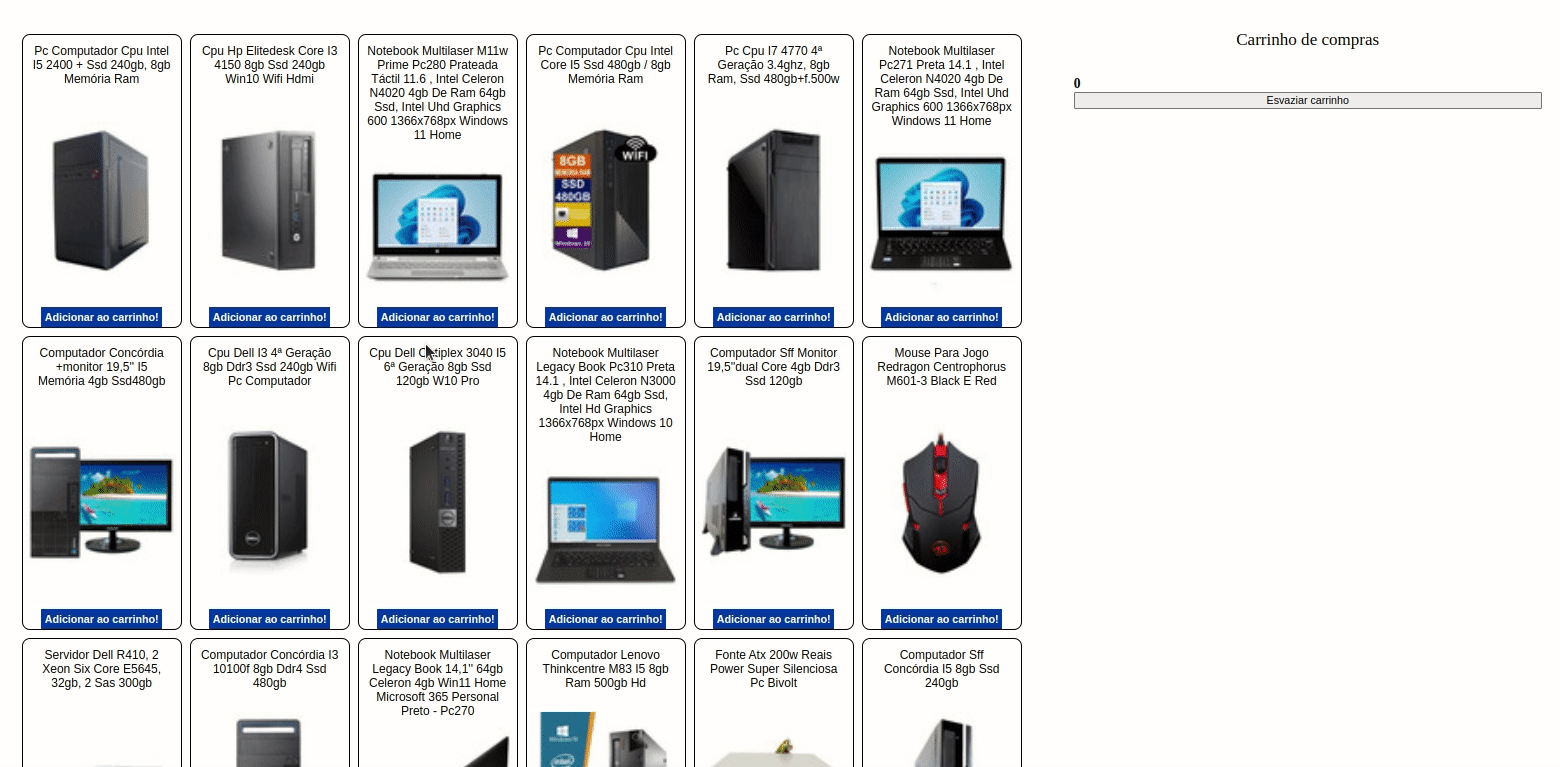 Pc Computador Cpu Intel
I5 2400 + Ssd 240gb, 8gb
Memória Ram
Adicionar ao carrinho!
Cpu Hp Elitedesk Core I3
4150 8gb Ssd 240gb
Win10 Wifi Hdmi
Adicionar ao carrinho!
Notebook Multilaser M11w
Prime Pc280 Prateada
Táctil 11.6 , Intel Celeron
N4020 4gb De Ram 64gb
Ssd, Intel Uhd Graphics
600 1366x768px Windows
11 Home
Adicionar ao carrinho!
Pc Computador Cpu Intel
Core I5 Ssd 480gb / 8gb
Memória Ram
WiFi
8GB
MEMÓRIA RAM
SSD
480GB
Windows 10
Adicionar ao carrinho!
Pc Cpu I7 4770 4ª
Geração 3.4ghz, 8gb
Ram, Ssd 480gb+f.500w
Adicionar ao carrinho!
Notebook Multilaser
Pc271 Preta 14.1 , Intel
Celeron N4020 4gb De
Ram 64gb Ssd, Intel Uhd
Graphics 600 1366x768px
Windows 11 Home
Adicionar ao carrinho!
Carrinho de compras
0
Esvaziar carrinho
Computador Concórdia
+monitor 19,5" I5
Memória 4gb Ssd480gb
Adicionar ao carrinho!
Cpu Dell I3 4ª Geração
8gb Ddr3 Ssd 240gb Wifi
Pc Computador
DELL
Adicionar ao carrinho!
Cpu Dell Optiplex 3040 I5
6ª Geração 8gb Ssd
120gb W10 Pro
Adicionar ao carrinho!
Notebook Multilaser
Legacy Book Pc310 Preta
14.1 , Intel Celeron N3000
4gb De Ram 64gb Ssd,
Intel Hd Graphics
1366x768px Windows 10
Home
Adicionar ao carrinho!
Computador Sff Monitor
19,5"dual Core 4gb Ddr3
Ssd 120gb
Adicionar ao carrinho!
Mouse Para Jogo
Redragon Centrophorus
M601-3 Black E Red
Adicionar ao carrinho!
Servidor Dell R410, 2
Xeon Six Core E5645,
32gb, 2 Sas 300gb
Computador Concórdia I3
10100f 8gb Ddr4 Ssd
480gb
Notebook Multilaser
Legacy Book 14,1'' 64gb
Celeron 4gb Win11 Home
Microsoft 365 Personal
Preto - Pc270
Computador Lenovo
Thinkcentre M83 I5 8gb
Ram 500gb Hd
Windows 10
intel
Fonte Atx 200w Reais
Power Super Silenciosa
Pc Bivolt
Computador Sff
Concórdia I5 8gb Ssd
240gb